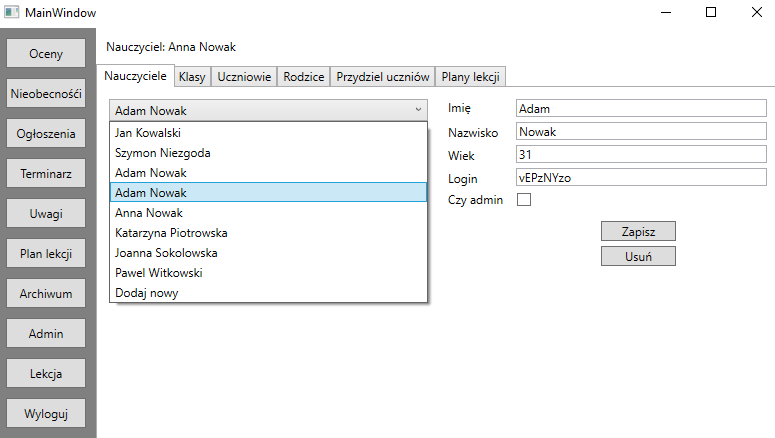 MainWindow
Oceny
Nieobecnośći
Ogłoszenia
Terminarz
Uwagi
Plan lekcji
Archiwum
Admin
Lekcja
Wyloguj
Nauczyciel: Anna Nowak
Nauczyciele Klasy Uczniowie Rodzice Przydziel uczniów Plany lekcji
Adam Nowak
Jan Kowalski
Szymon Niezgoda
Adam Nowak
Adam Nowak
Anna Nowak
Katarzyna Piotrowska
Joanna Sokolowska
Pawel Witkowski
Dodaj nowy
Imię Adam
Nazwisko Nowak
Wiek 31
Login vEPzNYzo
Czy admin
Zapisz
Usuń